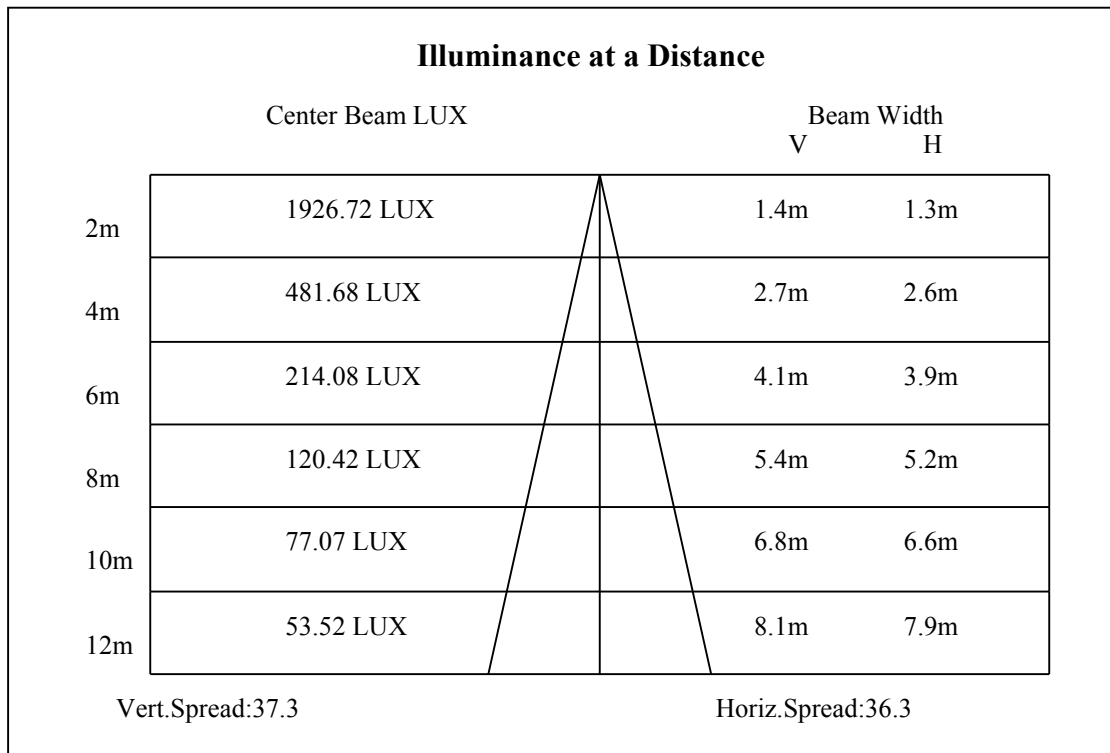 Illuminance at a Distance
Center Beam LUX Beam Width
V H
2m 1926.72 LUX 1.4m 1.3m
4m 481.68 LUX 2.7m 2.6m
6m 214.08 LUX 4.1m 3.9m
8m 120.42 LUX 5.4m 5.2m
10m 77.07 LUX 6.8m 6.6m
12m 53.52 LUX 8.1m 7.9m
Vert.Spread:37.3 Horiz.Spread:36.3